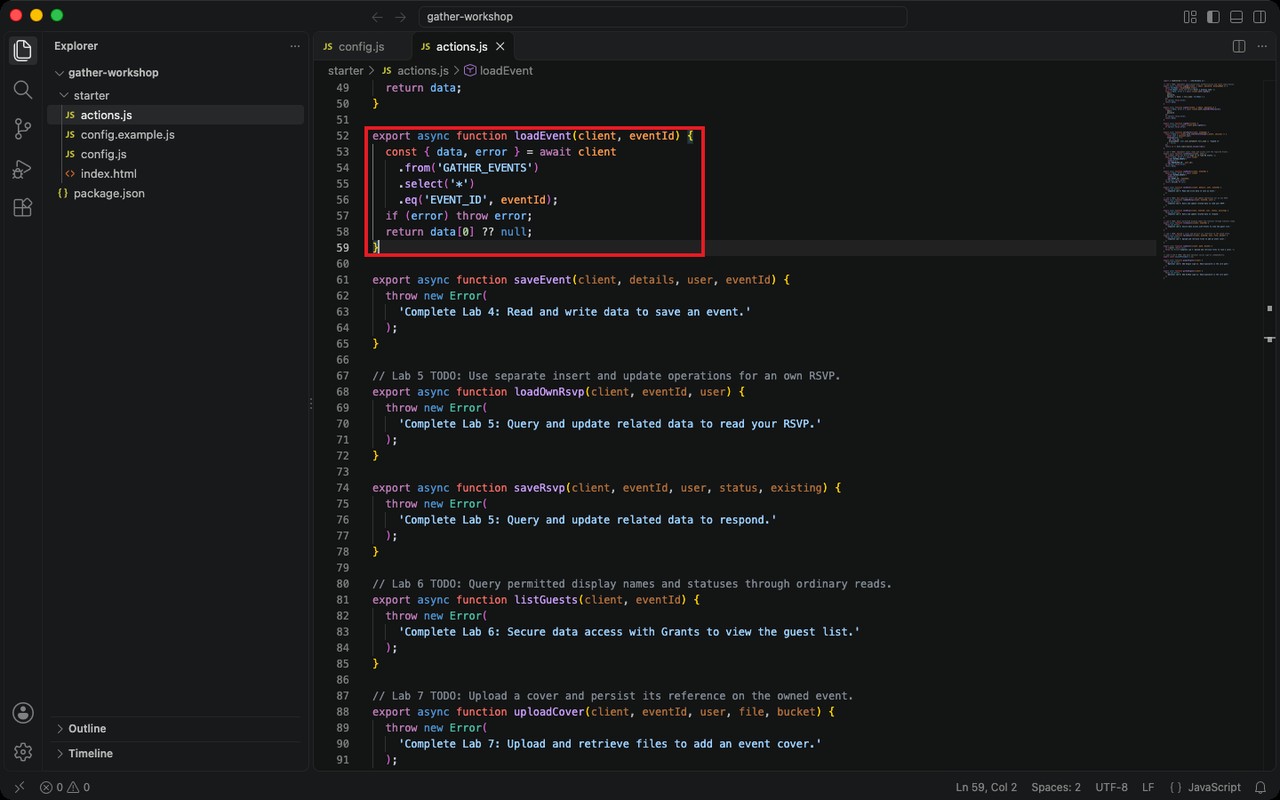 gather-workshop
Explorer
gather-workshop
starter
JS actions.js
JS config.example.js
JS config.js
<> index.html
{} package.json
Outline
Timeline
JS config.js
JS actions.js
starter > JS actions.js > loadEvent
49 return data;
50 }
51
52 export async function loadEvent(client, eventId) {
53 const { data, error } = await client
54 .from('GATHER_EVENTS')
55 .select('*')
56 .eq('EVENT_ID', eventId);
57 if (error) throw error;
58 return data[0] ?? null;
59 }
60
61 export async function saveEvent(client, details, user, eventId) {
62 throw new Error(
63 'Complete Lab 4: Read and write data to save an event.'
64 );
65 }
66
67 // Lab 5 TODO: Use separate insert and update operations for an own RSVP.
68 export async function loadOwnRsvp(client, eventId, user) {
69 throw new Error(
70 'Complete Lab 5: Query and update related data to read your RSVP.'
71 );
72 }
73
74 export async function saveRsvp(client, eventId, user, status, existing) {
75 throw new Error(
76 'Complete Lab 5: Query and update related data to respond.'
77 );
78 }
79
80 // Lab 6 TODO: Query permitted display names and statuses through ordinary reads.
81 export async function listGuests(client, eventId) {
82 throw new Error(
83 'Complete Lab 6: Secure data access with Grants to view the guest list.'
84 );
85 }
86
87 // Lab 7 TODO: Upload a cover and persist its reference on the owned event.
88 export async function uploadCover(client, eventId, user, file, bucket) {
89 throw new Error(
90 'Complete Lab 7: Upload and retrieve files to add an event cover.'
91 );
0 0
Ln 59, Col 2 Spaces: 2 UTF-8 LF {} JavaScript